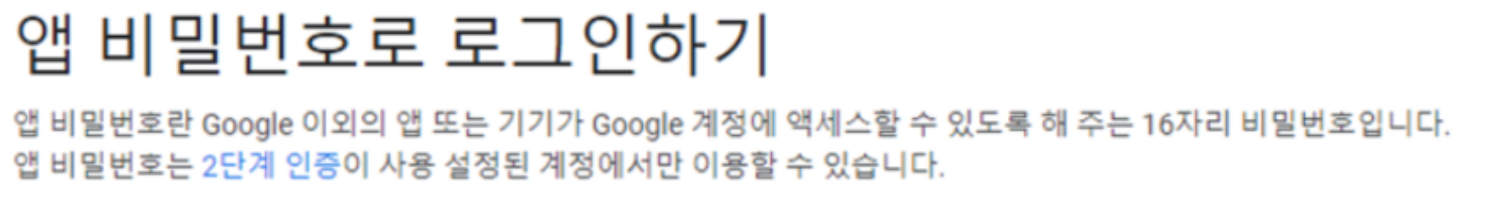 앱 비밀번호로 로그인하기
앱 비밀번호란 Google 이외의 앱 또는 기기가 Google 계정에 액세스할 수 있도록 해 주는 16자리 비밀번호입니다.
앱 비밀번호는 2단계 인증이 사용 설정된 계정에서만 이용할 수 있습니다.